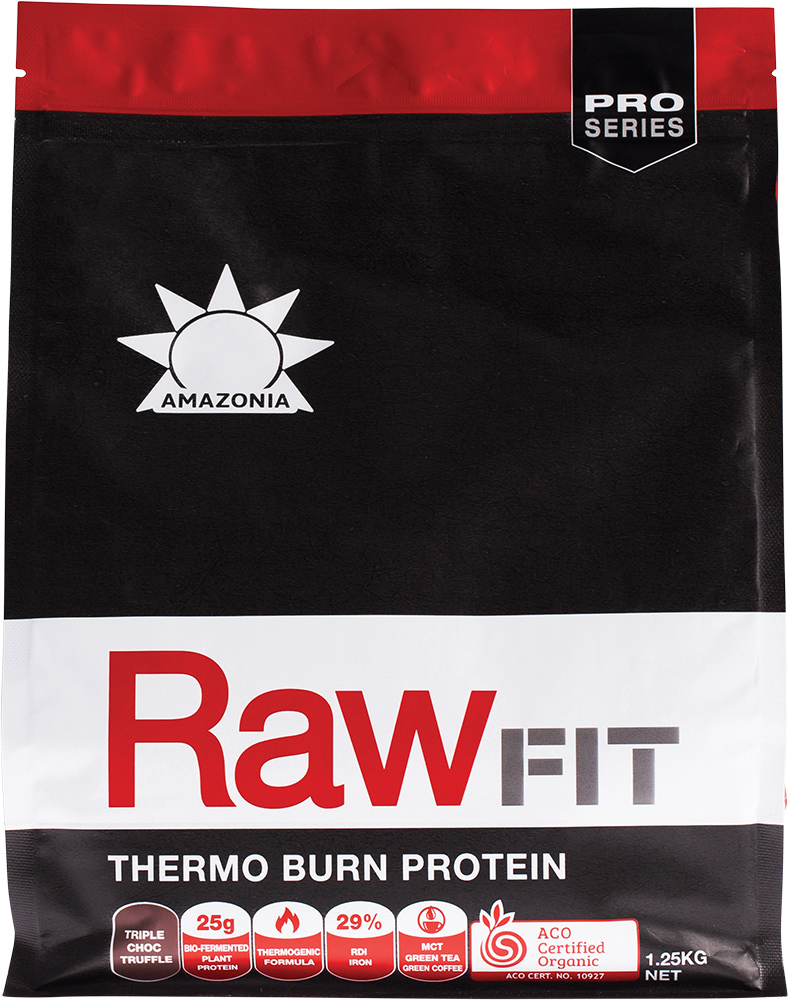 PRO
SERIES
AMAZONIA
Raw FIT
THERMO BURN PROTEIN
TRIPLE
CHOC
TRUFFLE
25g
BIO-FERMENTED
PLANT
PROTEIN
THERMOGENIC
FORMULA
29%
RDI
IRON
MCT
GREEN TEA
GREEN COFFEE
ACO
Certified
Organic
ACO CERT. NO. 10927
1.25KG
NET